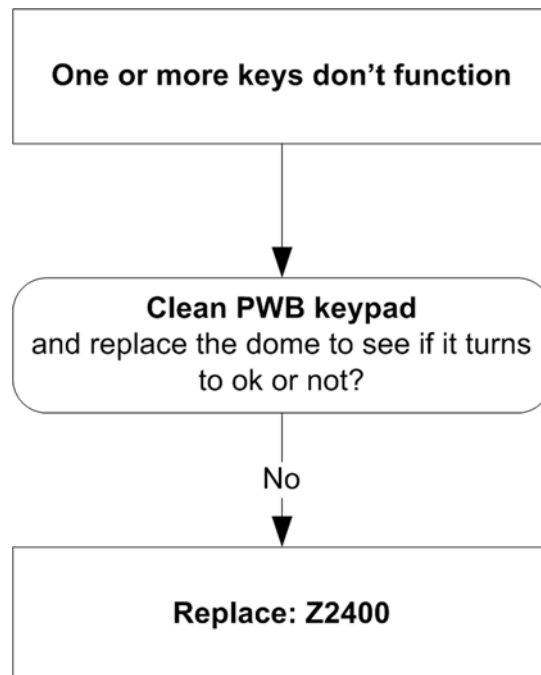 One or more keys don’t function
Clean PWB keypad
and replace the dome to see if it turns
to ok or not?
No
Replace: Z2400